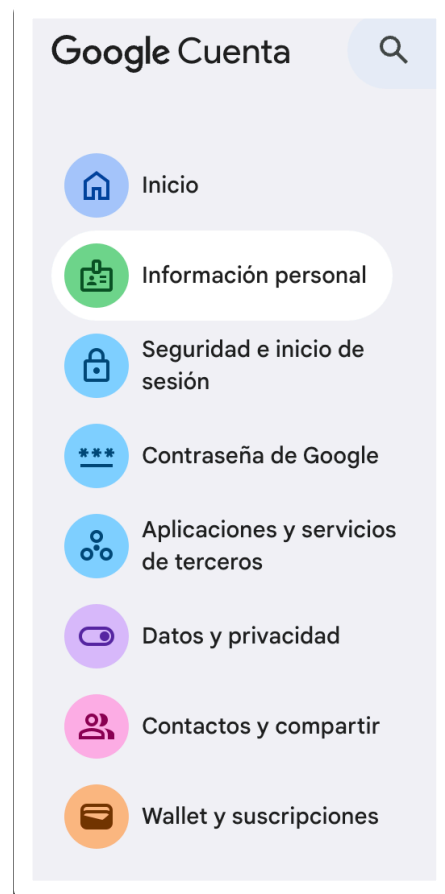 Google Cuenta
Inicio
Información personal
Seguridad e inicio de
sesión
***
Contraseña de Google
Aplicaciones y servicios
de terceros
Datos y privacidad
Contactos y compartir
Wallet y suscripciones